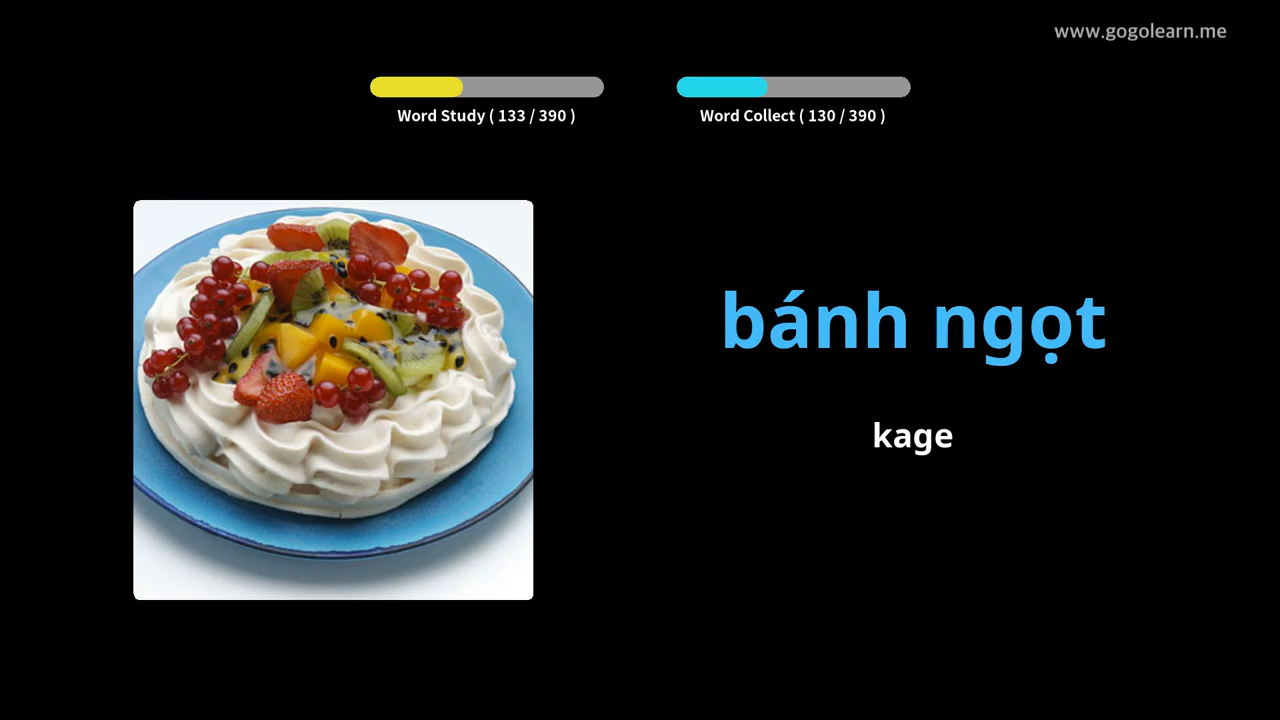 www.gogolearn.me
Word Study ( 133 / 390 )
Word Collect ( 130 / 390 )
bánh ngọt
kage